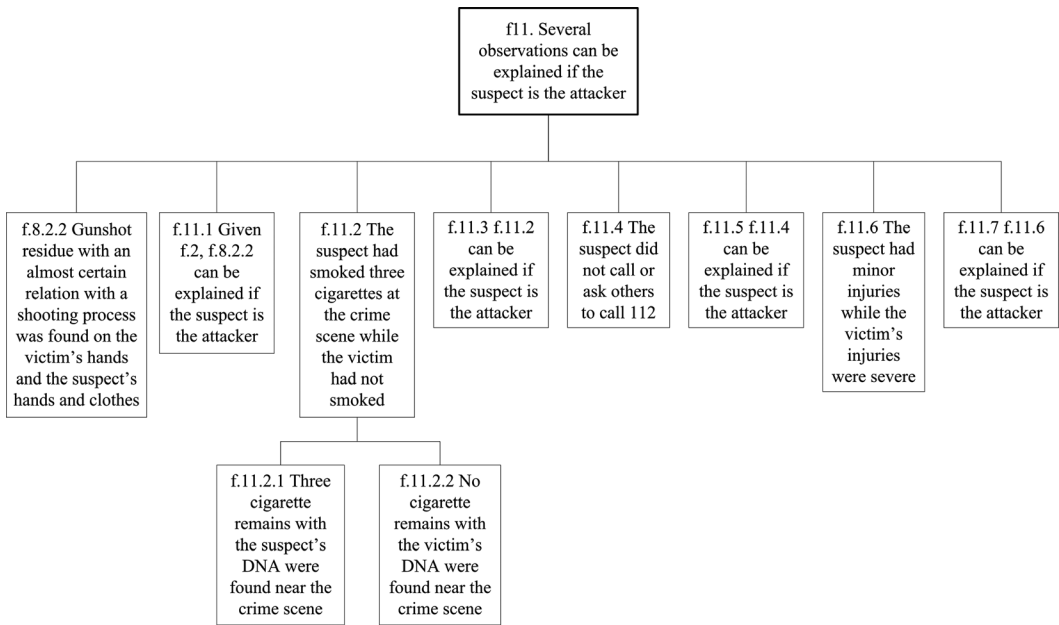 f11. Several
observations can be
explained if the
suspect is the attacker
f.8.2.2 Gunshot
residue with an
almost certain
relation with a
shooting process
was found on the
victim’s hands
and the suspect’s
hands and clothes
f.11.1 Given
f.2, f.8.2.2
can be
explained if
the suspect is
the attacker
f.11.2 The
suspect had
smoked three
cigarettes at
the crime
scene while
the victim
had not
smoked
f.11.3 f.11.2
can be
explained if
the suspect is
the attacker
f.11.4 The
suspect did
not call or
ask others
to call 112
f.11.5 f.11.4
can be
explained if
the suspect is
the attacker
f.11.6 The
suspect had
minor
injuries
while the
victim’s
injuries
were severe
f.11.7 f.11.6
can be
explained if
the suspect is
the attacker
f.11.2.1 Three
cigarette
remains with
the suspect’s
DNA were
found near the
crime scene
f.11.2.2 No
cigarette
remains with
the victim’s
DNA were
found near the
crime scene